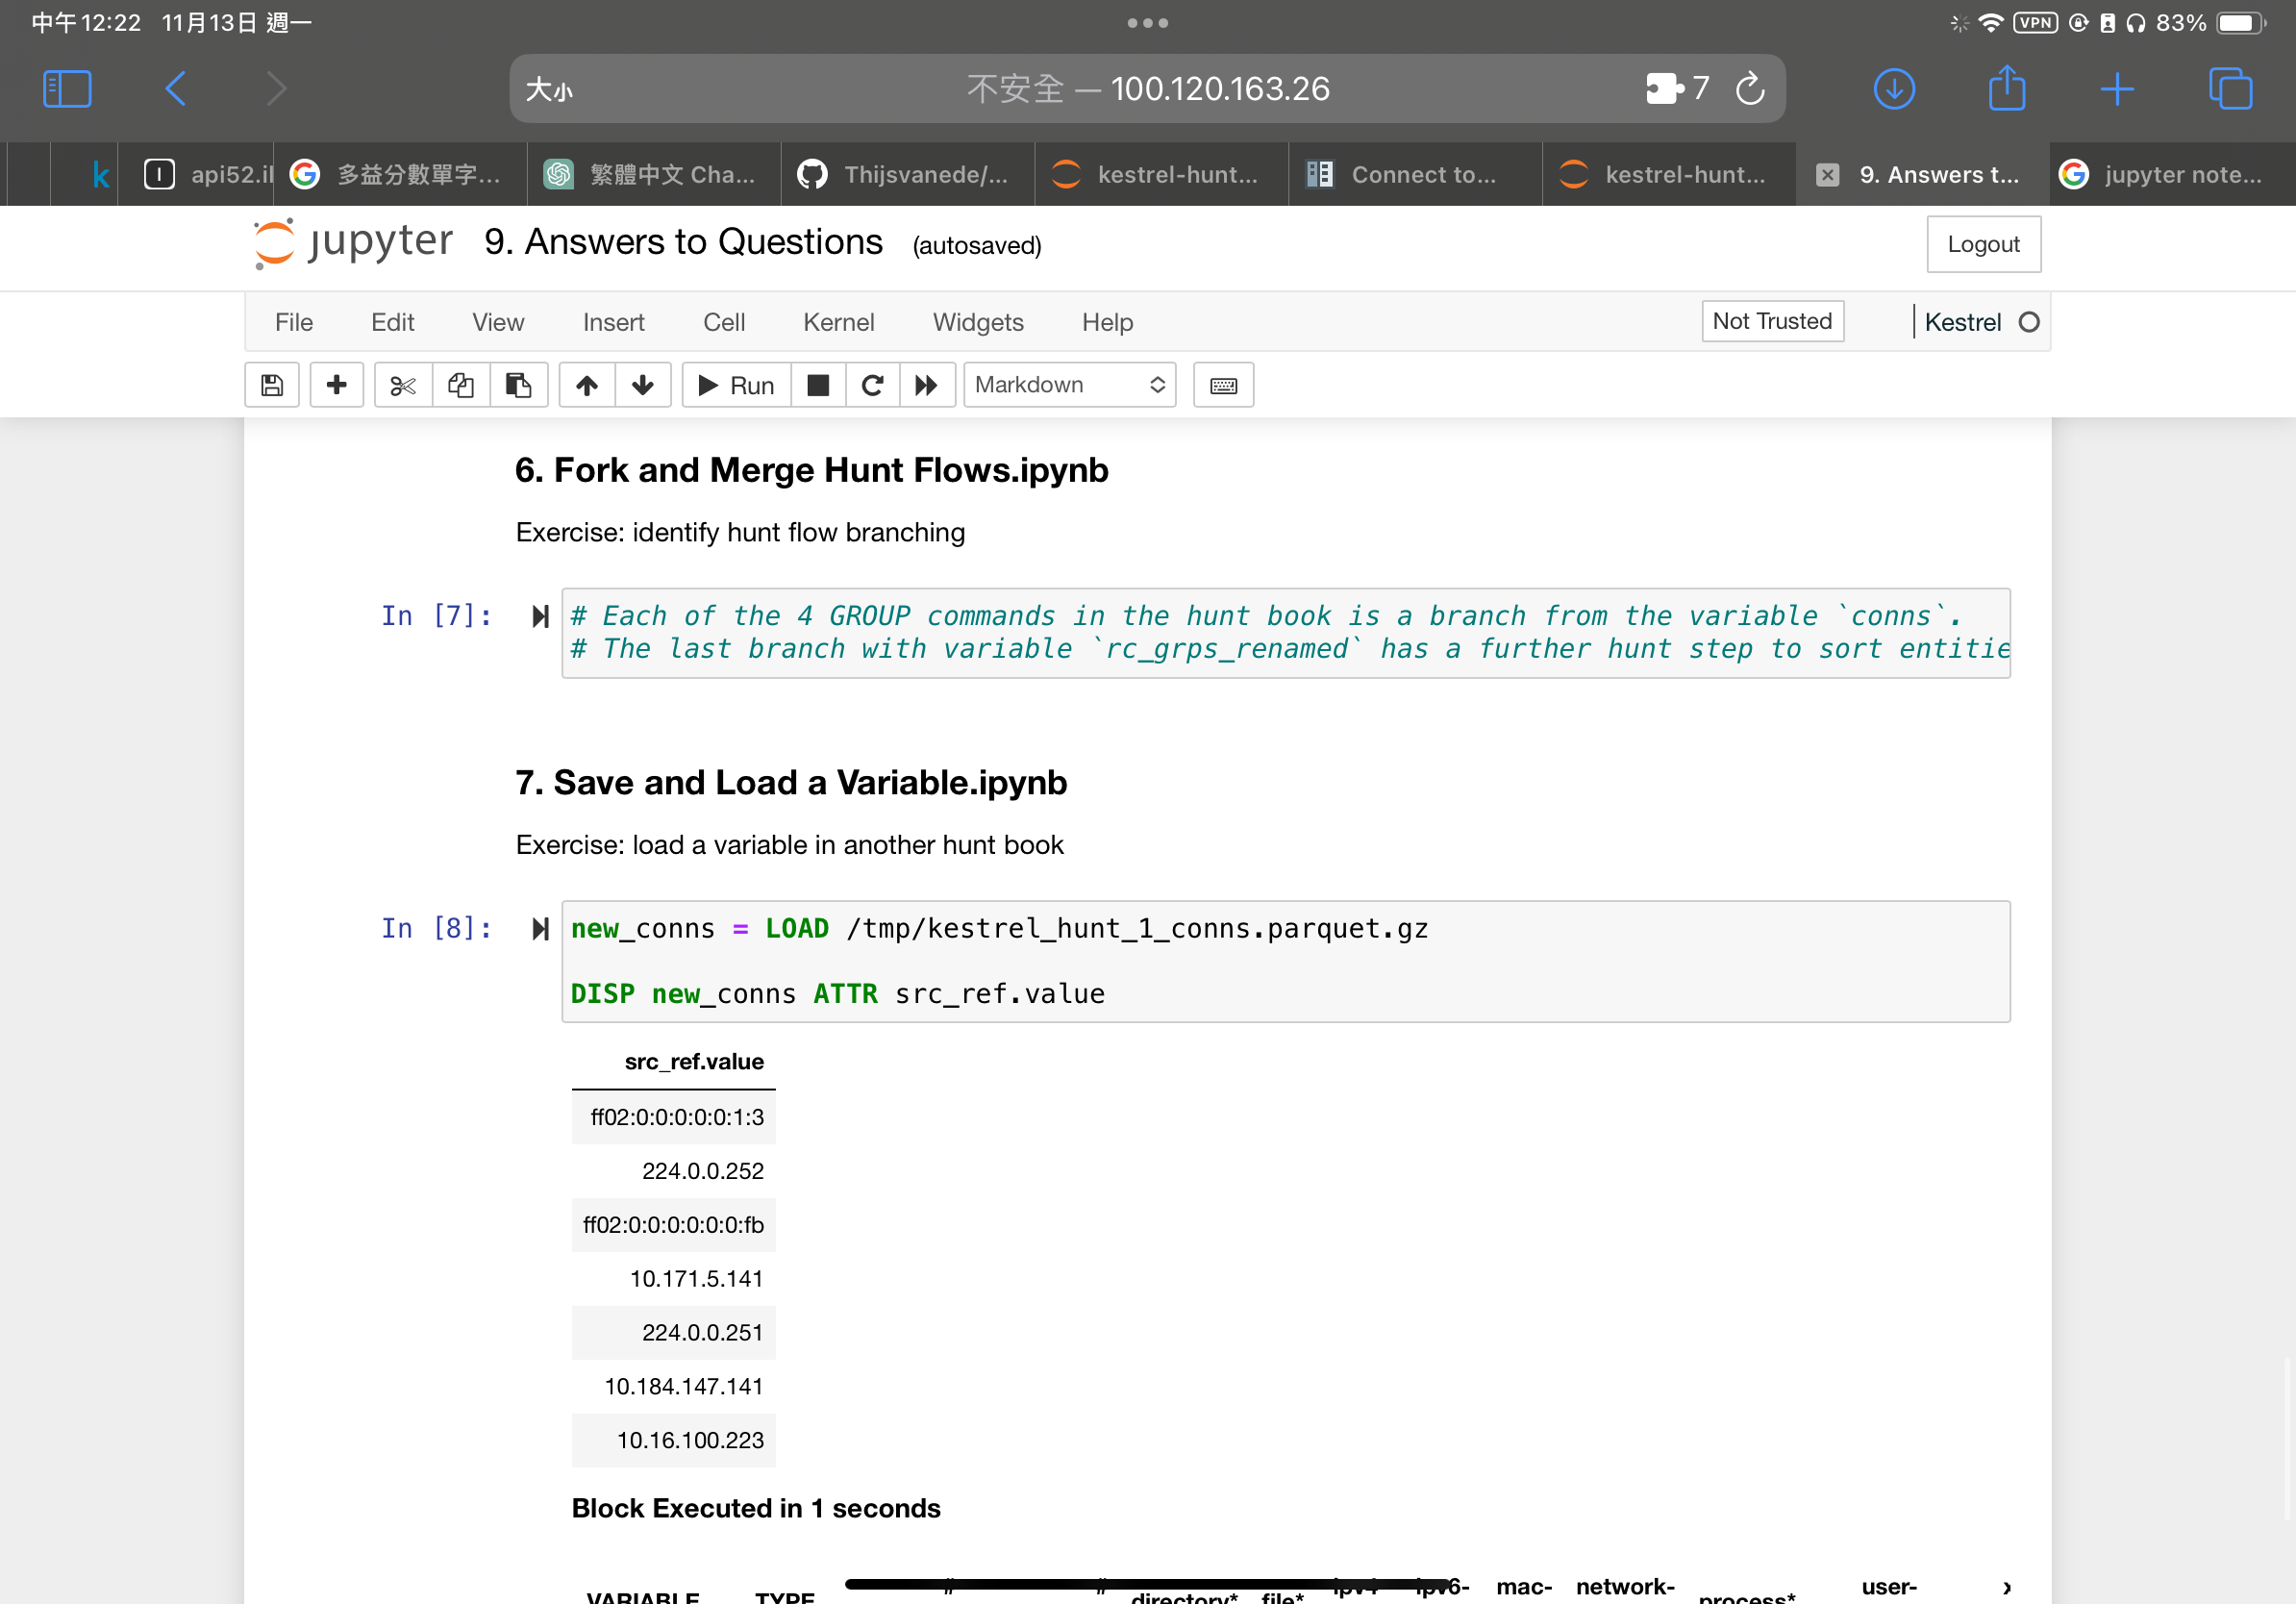 中午12:22 11月13日 週一
VPN 83%
大小 不安全 — 100.120.163.26 7
k
api52.il
多益分數單字...
繁體中文 Cha...
Thijsvanede/...
kestrel-hunt...
Connect to...
kestrel-hunt...
9. Answers t...
jupyter note...
jupyter 9. Answers to Questions (autosaved) Logout
File Edit View Insert Cell Kernel Widgets Help Not Trusted Kestrel
Run Markdown
6. Fork and Merge Hunt Flows.ipynb
Exercise: identify hunt flow branching
In [7]: # Each of the 4 GROUP commands in the hunt book is a branch from the variable `conns`.
# The last branch with variable `rc_grps_renamed` has a further hunt step to sort entitie
7. Save and Load a Variable.ipynb
Exercise: load a variable in another hunt book
In [8]: new_conns = LOAD /tmp/kestrel_hunt_1_conns.parquet.gz
DISP new_conns ATTR src_ref.value
src_ref.value
ff02:0:0:0:0:0:1:3
224.0.0.252
ff02:0:0:0:0:0:0:fb
10.171.5.141
224.0.0.251
10.184.147.141
10.16.100.223
Block Executed in 1 seconds
# # ipv4- ipv6- mac- network- user- x
VARIABLE TYPE directory* file* process*